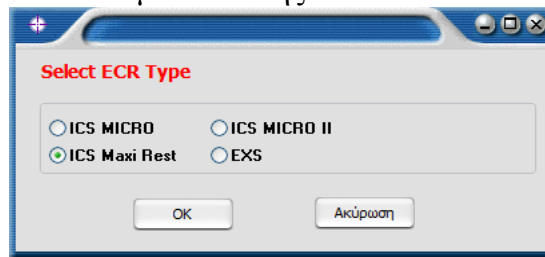 Select ECR Type
ICS MICRO ICS MICRO II
ICS Maxi Rest EXS
OK Ακύρωση